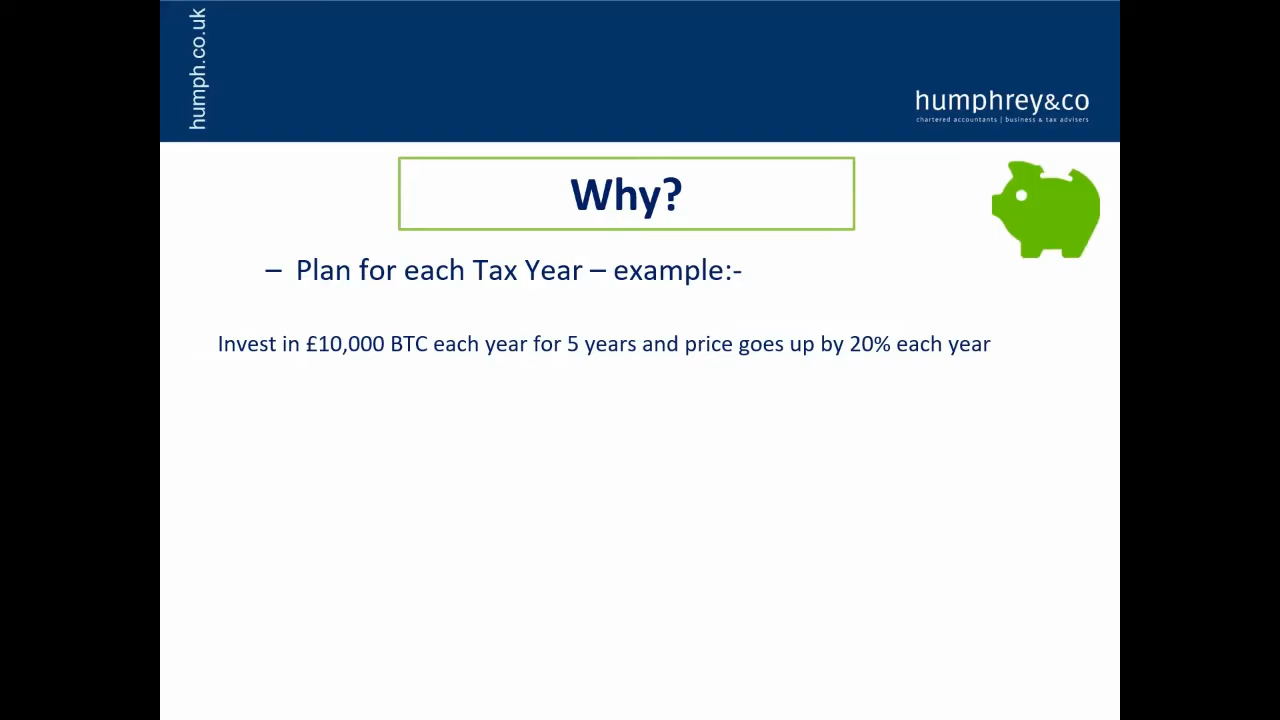 humph.co.uk
humphrey&co
chartered accountants | business & tax advisers
Why?
– Plan for each Tax Year – example:-
Invest in £10,000 BTC each year for 5 years and price goes up by 20% each year